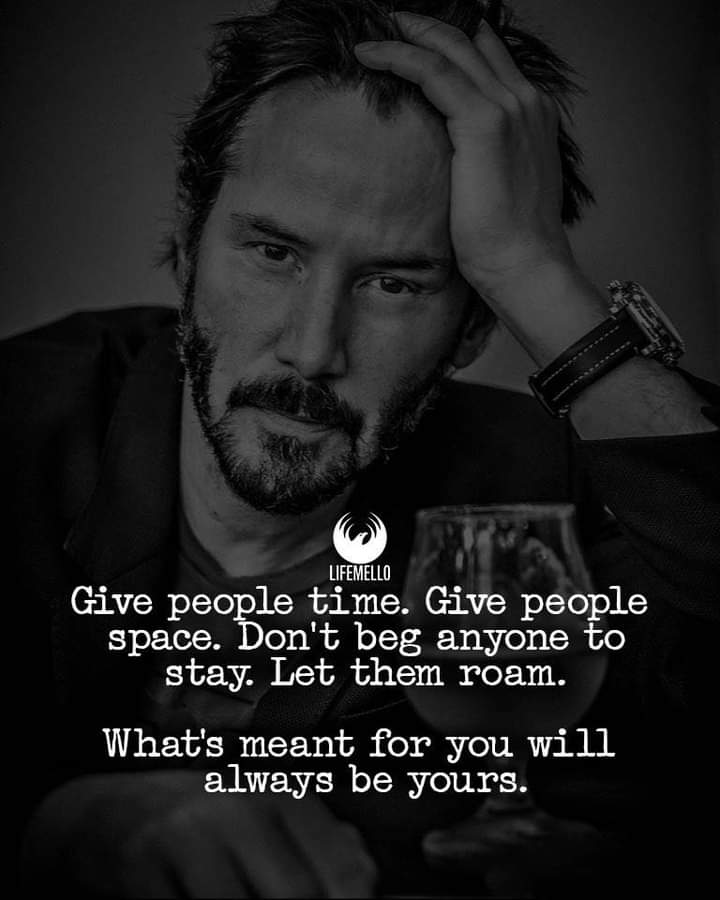 LIFEMELLO
Give people time. Give people
space. Don't beg anyone to
stay. Let them roam.
What's meant for you will
always be yours.